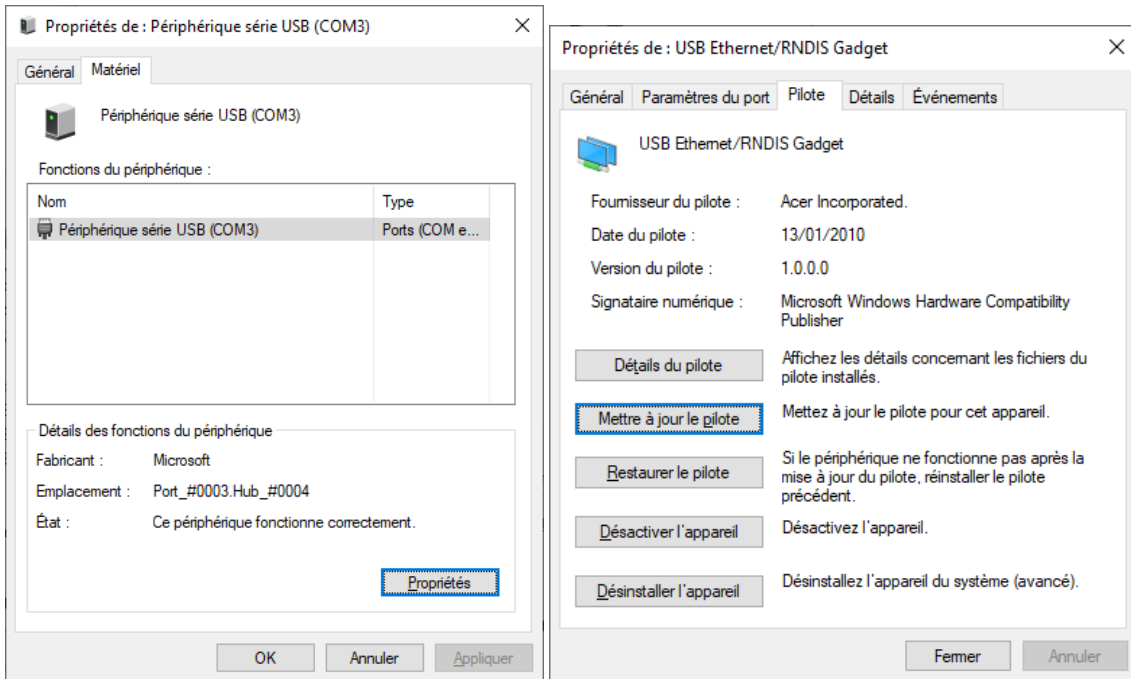 Propriétés de : Périphérique série USB (COM3)
Général
Matériel
Périphérique série USB (COM3)
Fonctions du périphérique :
Nom
Type
Périphérique série USB (COM3)
Ports (COM e...
Détails des fonctions du périphérique
Fabricant :
Microsoft
Emplacement :
Port_#0003.Hub_#0004
État :
Ce périphérique fonctionne correctement.
Propriétés
OK
Annuler
Appliquer
Propriétés de : USB Ethernet/RNDIS Gadget
Général
Paramètres du port
Pilote
Détails
Événements
USB Ethernet/RNDIS Gadget
Fournisseur du pilote :
Acer Incorporated.
Date du pilote :
13/01/2010
Version du pilote :
1.0.0.0
Signataire numérique :
Microsoft Windows Hardware Compatibility
Publisher
Détails du pilote
Affichez les détails concernant les fichiers du
pilote installés.
Mettre à jour le pilote
Mettez à jour le pilote pour cet appareil.
Restaurer le pilote
Si le périphérique ne fonctionne pas après la
mise à jour du pilote, réinstaller le pilote
précédent.
Désactiver l'appareil
Désactivez l'appareil.
Désinstaller l'appareil
Désinstallez l'appareil du système (avancé).
Fermer
Annuler